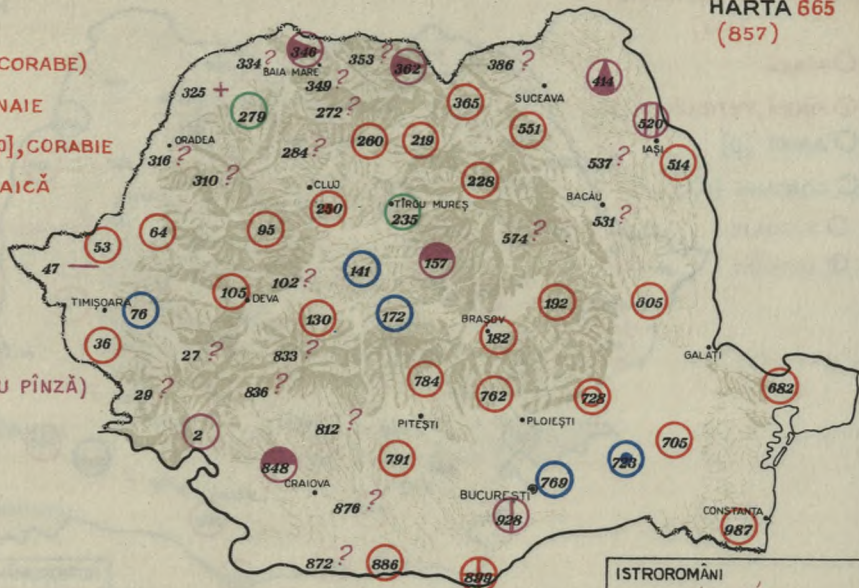 HARTA 665
(857)
CORABE)
NAIE
], CORABIE
AICĂ
U PÎNZĂ)
346
334 ?
BAIA MARE
353 ?
362
386 ?
414
325 +
349 ?
SUCEAVA
279
272 ?
365
520
ORADEA
260
219
551
IAȘI
316 ?
284 ?
537 ?
514
310 ?
CLUJ
228
250
TÎRGU MUREȘ
235
BACĂU
531 ?
53
64
95
574 ?
47 —
141
157
102 ?
105
DEVA
TIMIȘOARA
76
130
172
192
605
BRAȘOV
182
36
27 ?
833 ?
GALAȚI
29 ?
836 ?
784
762
728
682
2
812 ?
PITEȘTI
PLOIEȘTI
705
848
791
723
CRAIOVA
769
BUCUREȘTI
876 ?
928
CONSTANȚA
987
872 ?
886
899
ISTROROMÂNI